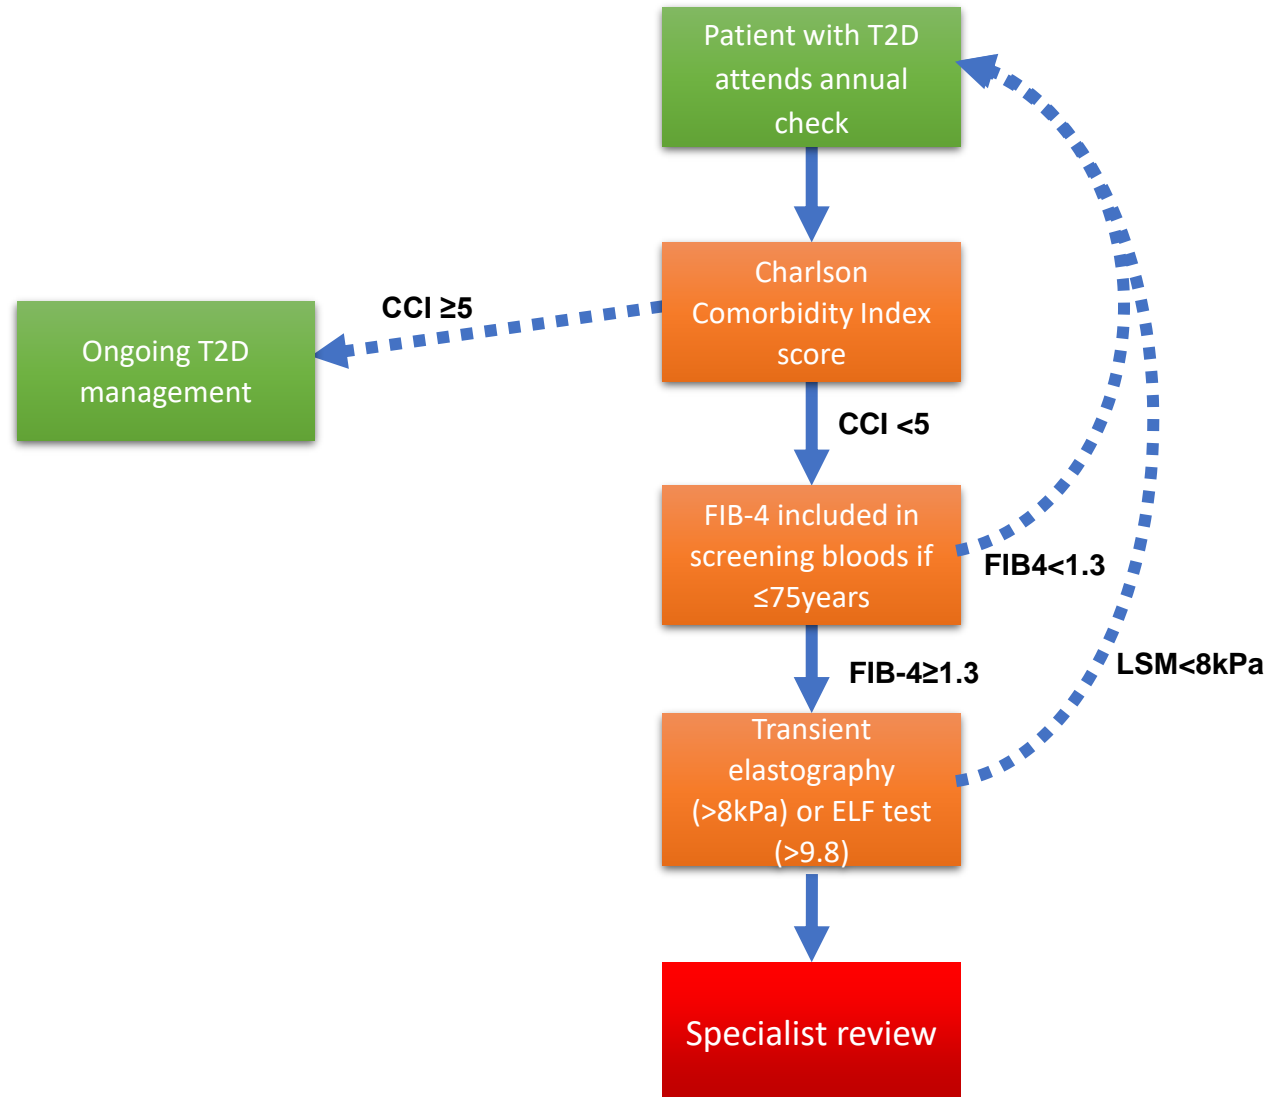 Patient with T2D
attends annual
check
Charlson
Comorbidity Index
score
CCI ≥5
Ongoing T2D
management
CCI <5
FIB-4 included in
screening bloods if
≤75years
FIB4<1.3
FIB-4≥1.3
LSM<8kPa
Transient
elastography
(>8kPa) or ELF test
(>9.8)
Specialist review